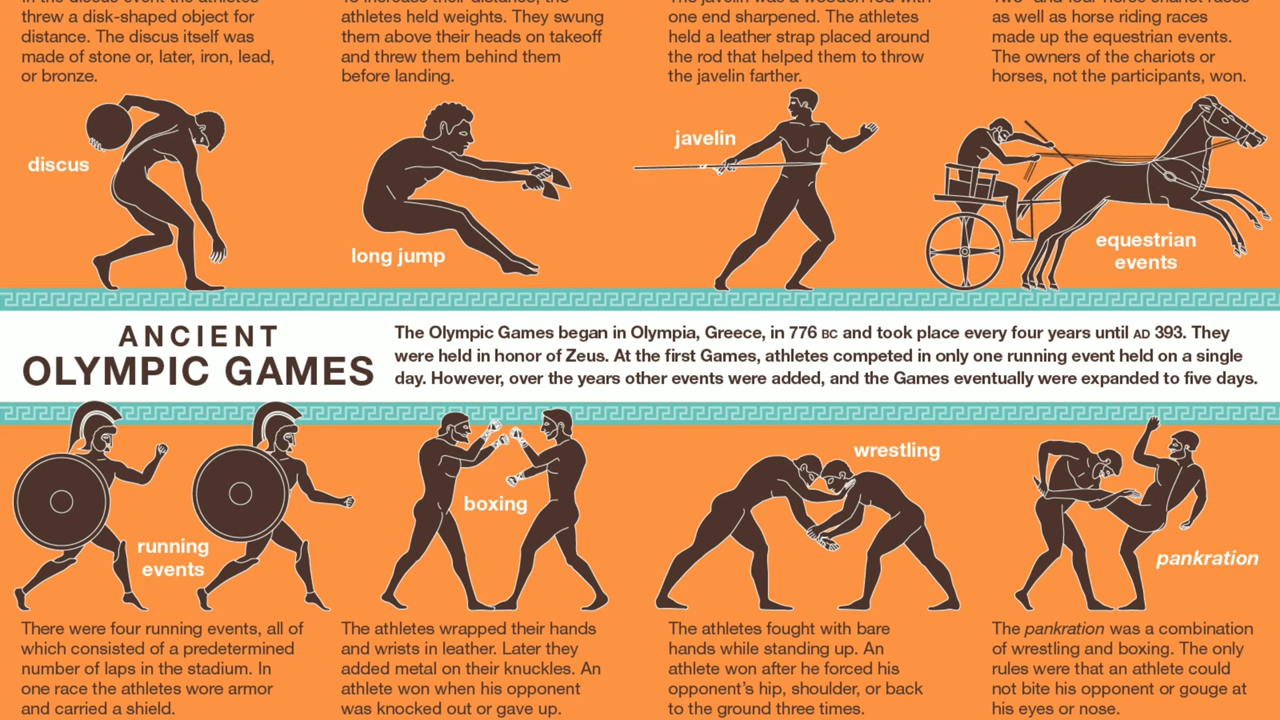 In the discus event the athletes
threw a disk-shaped object for
distance. The discus itself was
made of stone or, later, iron, lead,
or bronze.
discus
To increase their distance, the
athletes held weights. They swung
them above their heads on takeoff
and threw them behind them
before landing.
long jump
The javelin was a wooden rod with
one end sharpened. The athletes
held a leather strap placed around
the rod that helped them to throw
the javelin farther.
javelin
Two- and four-horse chariot races
as well as horse riding races
made up the equestrian events.
The owners of the chariots or
horses, not the participants, won.
equestrian
events
ANCIENT
OLYMPIC GAMES
The Olympic Games began in Olympia, Greece, in 776 BC and took place every four years until AD 393. They
were held in honor of Zeus. At the first Games, athletes competed in only one running event held on a single
day. However, over the years other events were added, and the Games eventually were expanded to five days.
running
events
There were four running events, all of
which consisted of a predetermined
number of laps in the stadium. In
one race the athletes wore armor
and carried a shield.
boxing
The athletes wrapped their hands
and wrists in leather. Later they
added metal on their knuckles. An
athlete won when his opponent
was knocked out or gave up.
wrestling
The athletes fought with bare
hands while standing up. An
athlete won after he forced his
opponent's hip, shoulder, or back
to the ground three times.
pankration
The pankration was a combination
of wrestling and boxing. The only
rules were that an athlete could
not bite his opponent or gouge at
his eyes or nose.